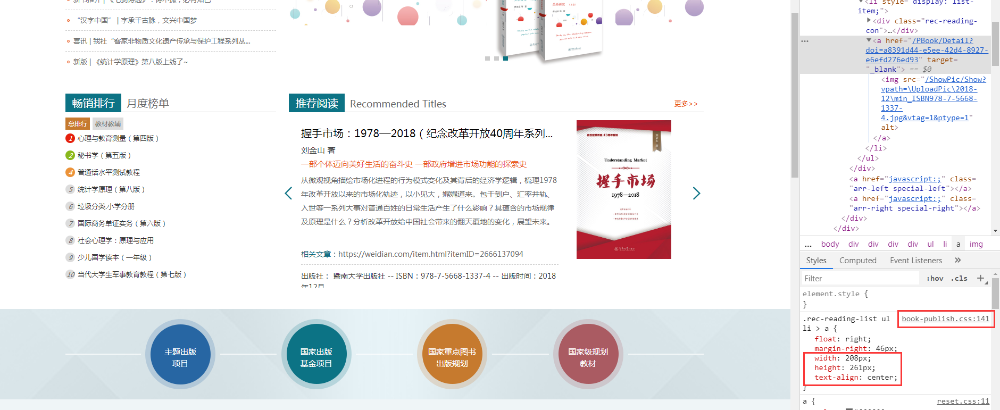 新书推荐 | 《七剑诗选》：诗不孤，必有知己
“汉字中国” | 字承千古脉，文兴中国梦
喜讯 | 我社“客家非物质文化遗产传承与保护工程系列丛...
新版 | 《统计学原理》第八版上线了~
畅销排行 月度榜单
总排行 教材教辅
1 心理与教育测量（第四版）
2 秘书学（第五版）
4 普通话水平测试教程
5 统计学原理（第八版）
6 垃圾分类.小学分册
7 国际商务单证实务（第六版）
8 社会心理学：原理与应用
9 少儿国学读本（一年级）
10 当代大学生军事教育教程（第七版）
推荐阅读 Recommended Titles 更多>>
握手市场：1978—2018（纪念改革开放40周年系列...
刘金山 著
一部个体迈向美好生活的奋斗史 一部政府增进市场功能的探索史
从微观视角描绘市场化进程的行为模式变化及其背后的经济学逻辑，梳理1978
年改革开放以来的市场化轨迹，以小见大，娓娓道来。包干到户、汇率并轨、
入世等一系列大事对普通百姓的日常生活产生了什么影响？其蕴含的市场规律
及原理是什么？分析改革开放给中国社会带来的翻天覆地的变化，展望未来。
相关文章：https://weidian.com/item.html?itemID=2666137094
出版社： 暨南大学出版社 -- ISBN：978-7-5668-1337-4 -- 出版时间：2018
年12月
Understanding Market
握手市场
1978—2018
主题出版
项目
国家出版
基金项目
国家重点图书
出版规划
国家级规划
教材
<li style="display: list-
item;">
<div class="rec-reading-
con">…</div>
<a href="/PBook/Detail?
doi=a8391d44-e5ee-42d4-8927-
e6efd276ed93" target=
"_blank"> == $0
<img src="/ShowPic/Show?
vpath=\UploadPic\2018-
12\min_ISBN978-7-5668-
1337-
4.jpg&vtag=1&ptype=1"
alt>
</a>
</li>
</ul>
</div>
<a href="javascript:;" class=
"arr-left special-left"></a>
<a href="javascript:;" class=
"arr-right special-right"></a>
</div>
</div>
... body div div div div ul li a img
Styles Computed Event Listeners »
Filter :hov .cls +
element.style {
}
.rec-reading-list ul book-publish.css:141
li > a {
float: right;
margin-right: 46px;
width: 208px;
height: 261px;
text-align: center;
}
a { reset.css:11